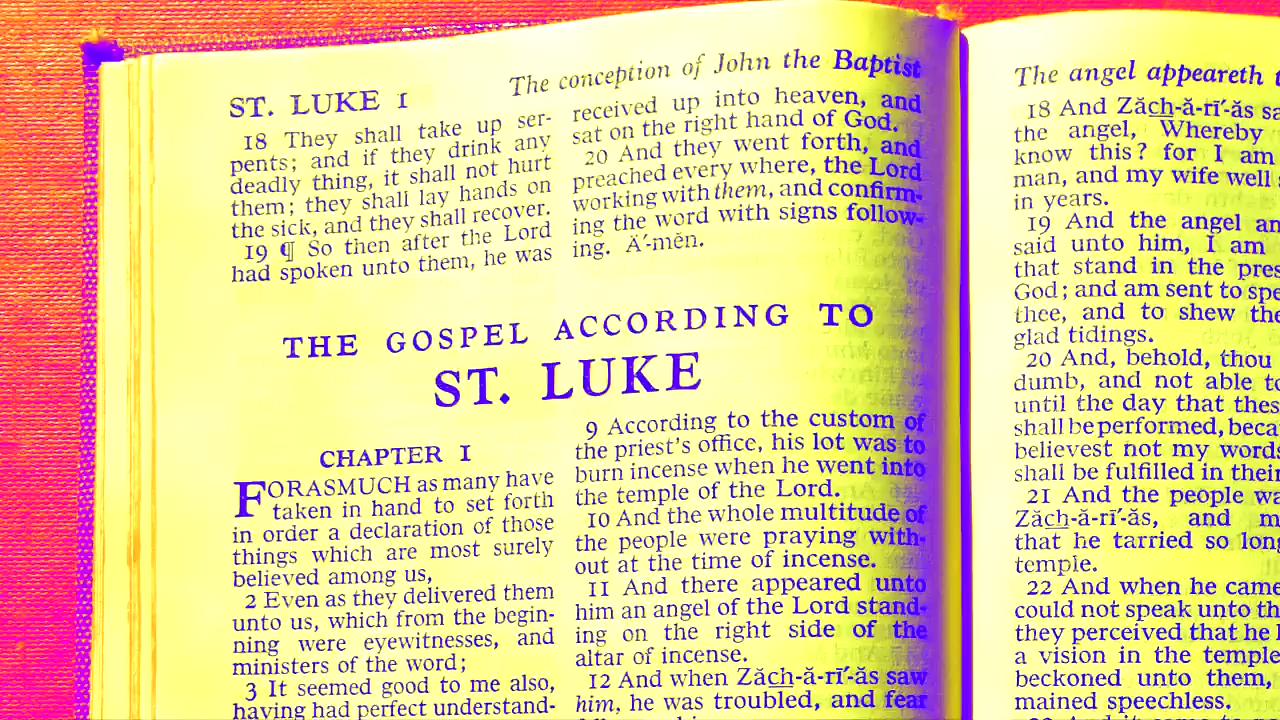 ST. LUKE 1
The conception of John the Baptist
18 They shall take up ser-
pents; and if they drink any
deadly thing, it shall not hurt
them; they shall lay hands on
the sick, and they shall recover.
19 ¶ So then after the Lord
had spoken unto them, he was
received up into heaven, and
sat on the right hand of God.
20 And they went forth, and
preached every where, the Lord
working with them, and confirm-
ing the word with signs follow-
ing. Ā′-mĕn.
THE GOSPEL ACCORDING TO
ST. LUKE
CHAPTER 1
FORASMUCH as many have
taken in hand to set forth
in order a declaration of those
things which are most surely
believed among us,
2 Even as they delivered them
unto us, which from the begin-
ning were eyewitnesses, and
ministers of the word;
3 It seemed good to me also,
having had perfect understand-
9 According to the custom of
the priest's office, his lot was to
burn incense when he went into
the temple of the Lord.
10 And the whole multitude of
the people were praying with-
out at the time of incense.
11 And there appeared unto
him an angel of the Lord stand-
ing on the right side of the
altar of incense.
12 And when Zăch-ă-rī′-ăs saw
him, he was troubled, and fear
The angel appeareth
18 And Zăch-ă-rī′-ăs
the angel, Whereby
know this? for I am
man, and my wife well
in years.
19 And the angel
said unto him, I am
that stand in the
God; and am sent to
thee, and to shew
glad tidings.
20 And, behold, thou
dumb, and not able
until the day that
shall be performed,
believest not my words
shall be fulfilled in their
21 And the people
Zăch-ă-rī′-ăs, and
that he tarried so
temple.
22 And when he came
could not speak unto
they perceived that he
a vision in the temple
beckoned unto them,
mained speechless.